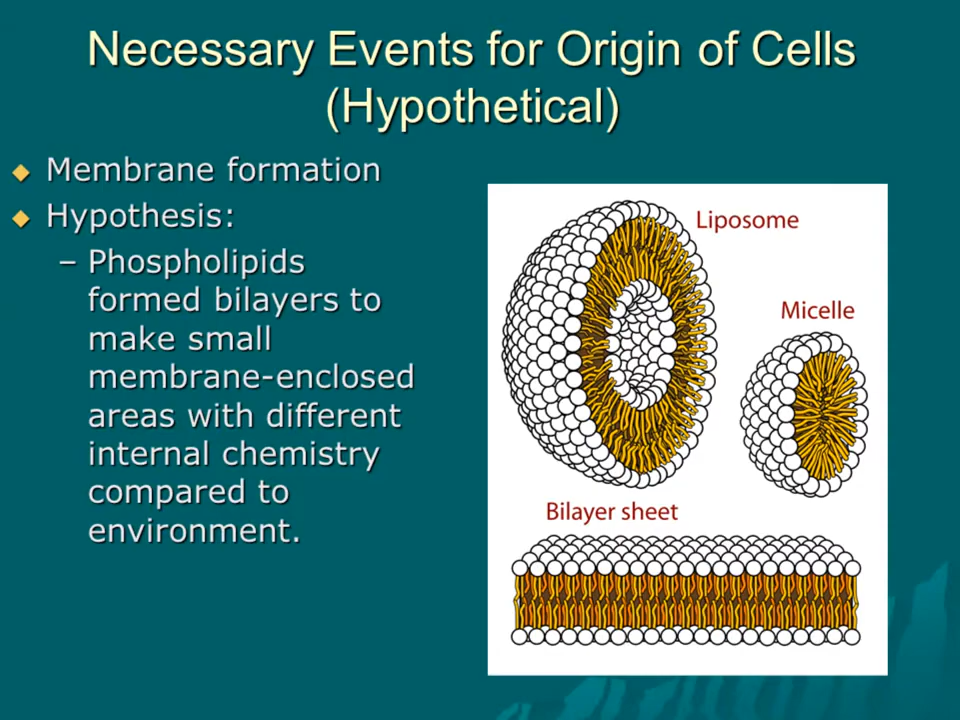 Necessary Events for Origin of Cells
(Hypothetical)
Membrane formation
Hypothesis:
– Phospholipids
formed bilayers to
make small
membrane-enclosed
areas with different
internal chemistry
compared to
environment.
Liposome
Micelle
Bilayer sheet